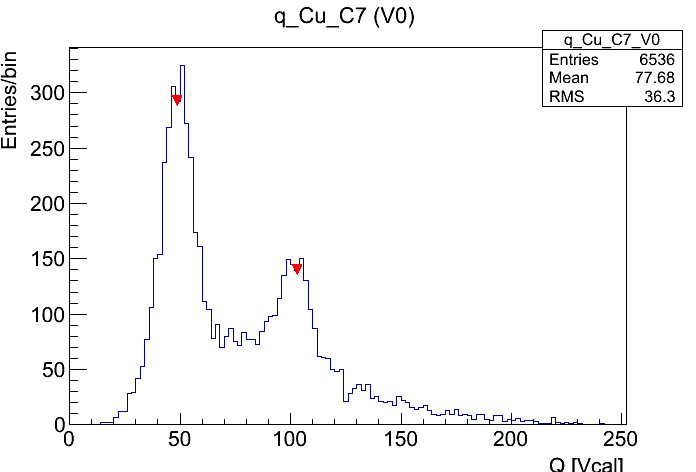 q_Cu_C7 (V0)
q_Cu_C7_V0
Entries 6536
Mean 77.68
RMS 36.3
Entries/bin
300
250
200
150
100
50
0
0 50 100 150 200 250
Q [Vcal]